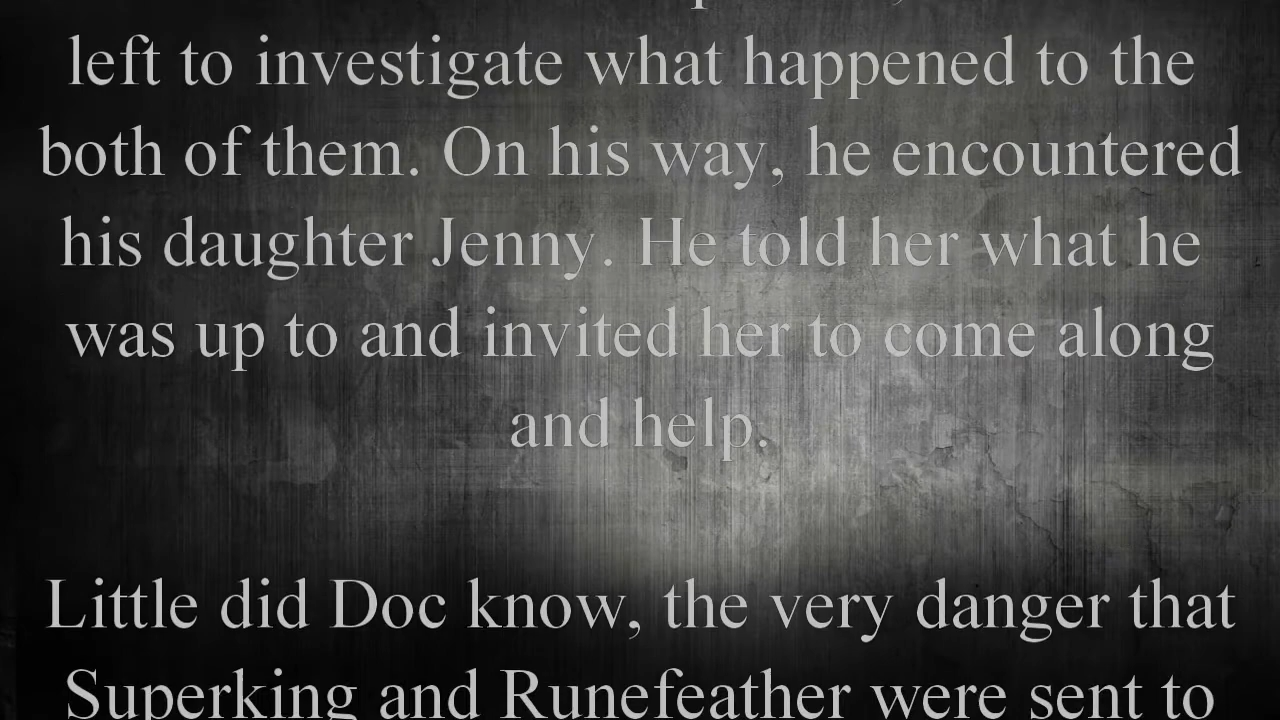 left to investigate what happened to the
both of them. On his way, he encountered
his daughter Jenny. He told her what he
was up to and invited her to come along
and help.
Little did Doc know, the very danger that
Superking and Runefeather were sent to